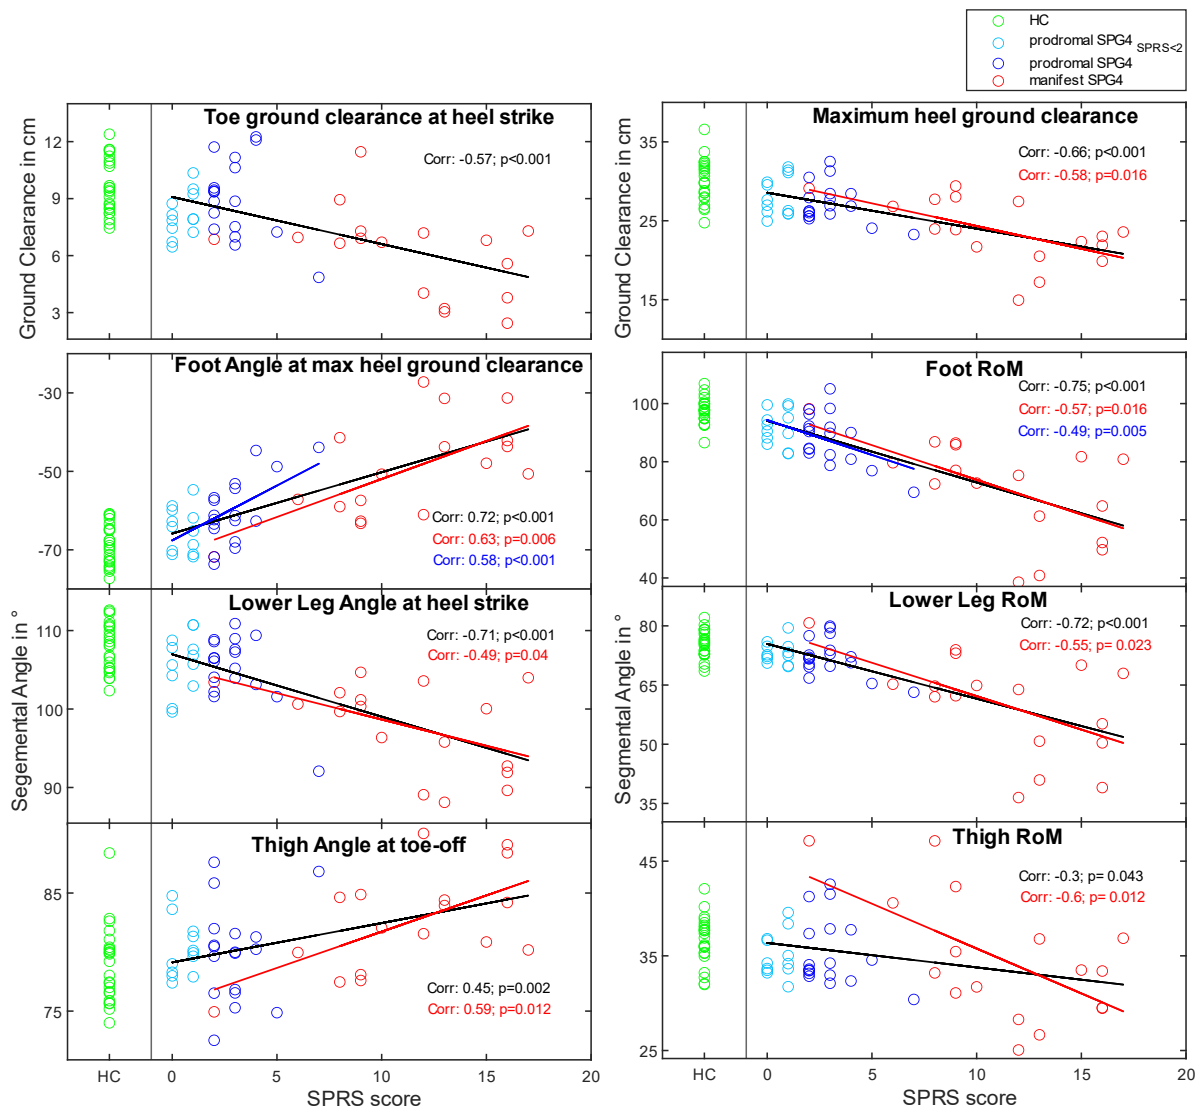 HC
prodromal SPG4 SPRS<2
prodromal SPG4
manifest SPG4
Toe ground clearance at heel strike
Corr: -0.57; p<0.001
Ground Clearance in cm
12
9
6
3
Maximum heel ground clearance
Corr: -0.66; p<0.001
Corr: -0.58; p=0.016
Ground Clearance in cm
35
25
15
Foot Angle at max heel ground clearance
-30
-50
-70
Corr: 0.72; p<0.001
Corr: 0.63; p=0.006
Corr: 0.58; p<0.001
Foot RoM
Corr: -0.75; p<0.001
Corr: -0.57; p=0.016
Corr: -0.49; p=0.005
100
80
60
40
Lower Leg Angle at heel strike
Corr: -0.71; p<0.001
Corr: -0.49; p=0.04
Segemental Angle in °
110
100
90
Lower Leg RoM
Corr: -0.72; p<0.001
Corr: -0.55; p= 0.023
Segmental Angle in °
80
65
50
35
Thigh Angle at toe-off
85
75
Corr: 0.45; p=0.002
Corr: 0.59; p=0.012
HC 0 5 10 15 20
SPRS score
Thigh RoM
Corr: -0.3; p= 0.043
Corr: -0.6; p= 0.012
45
35
25
HC 0 5 10 15 20
SPRS score